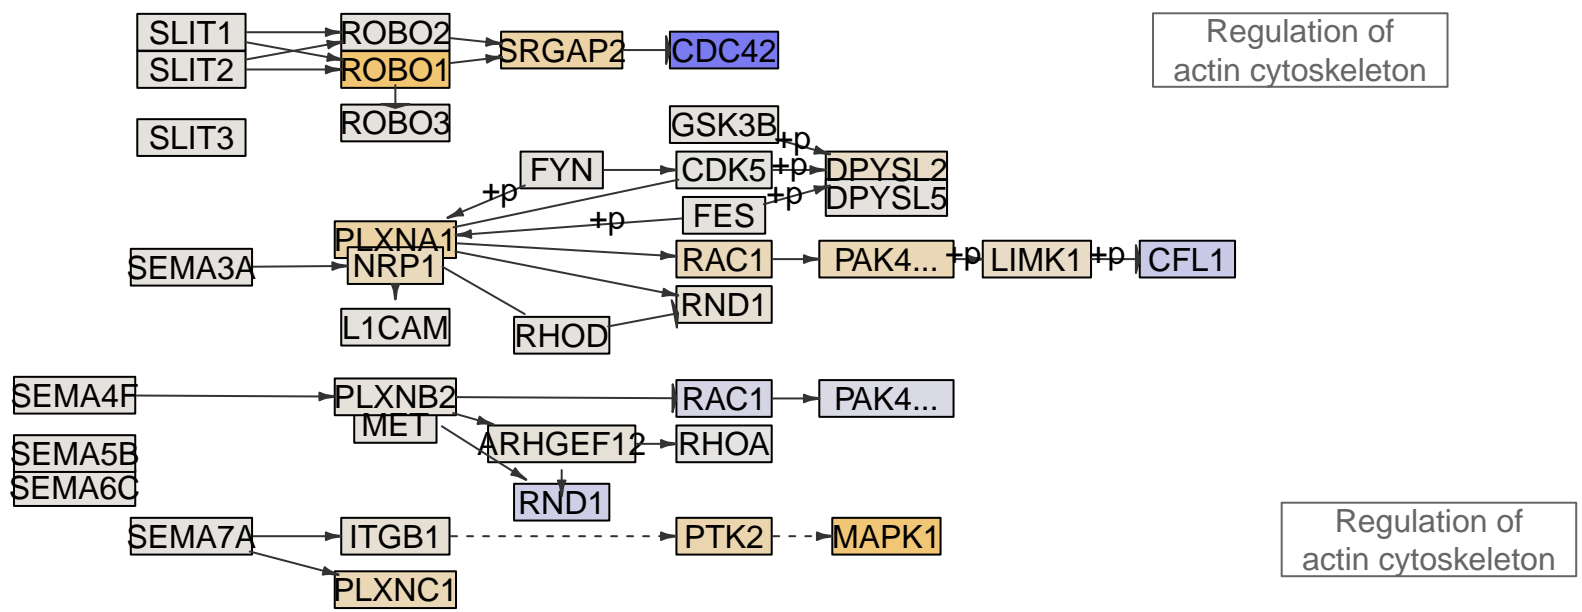 SLIT1
ROBO2
SRGAP2
CDC42
Regulation of
actin cytoskeleton
SLIT2
ROBO1
SLIT3
ROBO3
GSK3B
+p
FYN
CDK5
+p
DPYSL2
+p
FES
+p
DPYSL5
+p
PLXNA1
SEMA3A
NRP1
RAC1
PAK4...
+p
LIMK1
+p
CFL1
RND1
L1CAM
RHOD
SEMA4F
PLXNB2
RAC1
PAK4...
MET
ARHGEF12
RHOA
SEMA5B
SEMA6C
RND1
SEMA7A
ITGB1
PTK2
MAPK1
Regulation of
actin cytoskeleton
PLXNC1